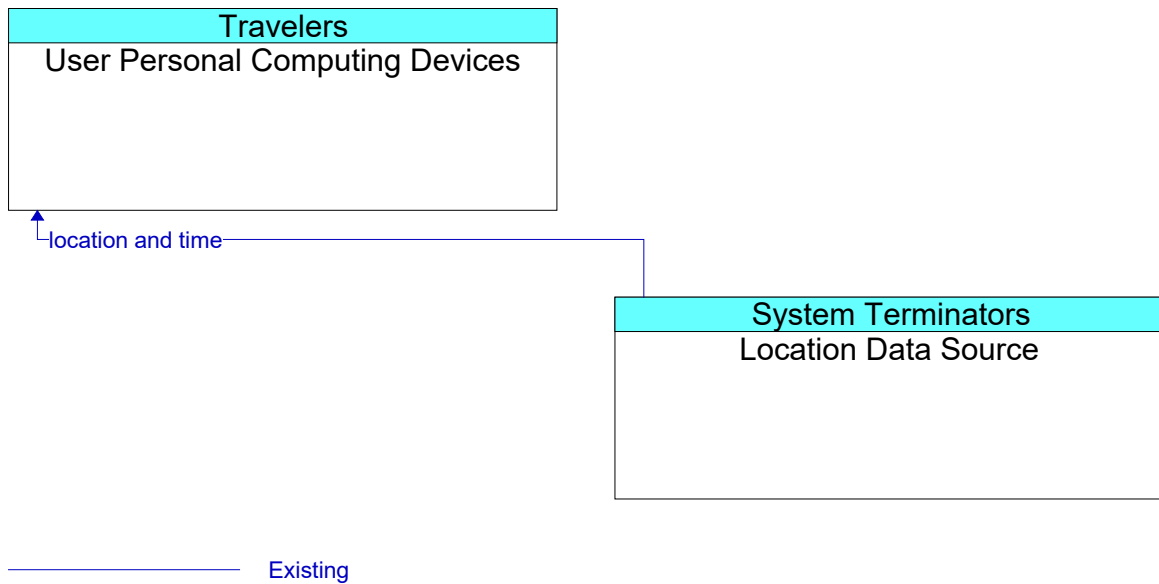 Travelers
User Personal Computing Devices
location and time
System Terminators
Location Data Source
Existing